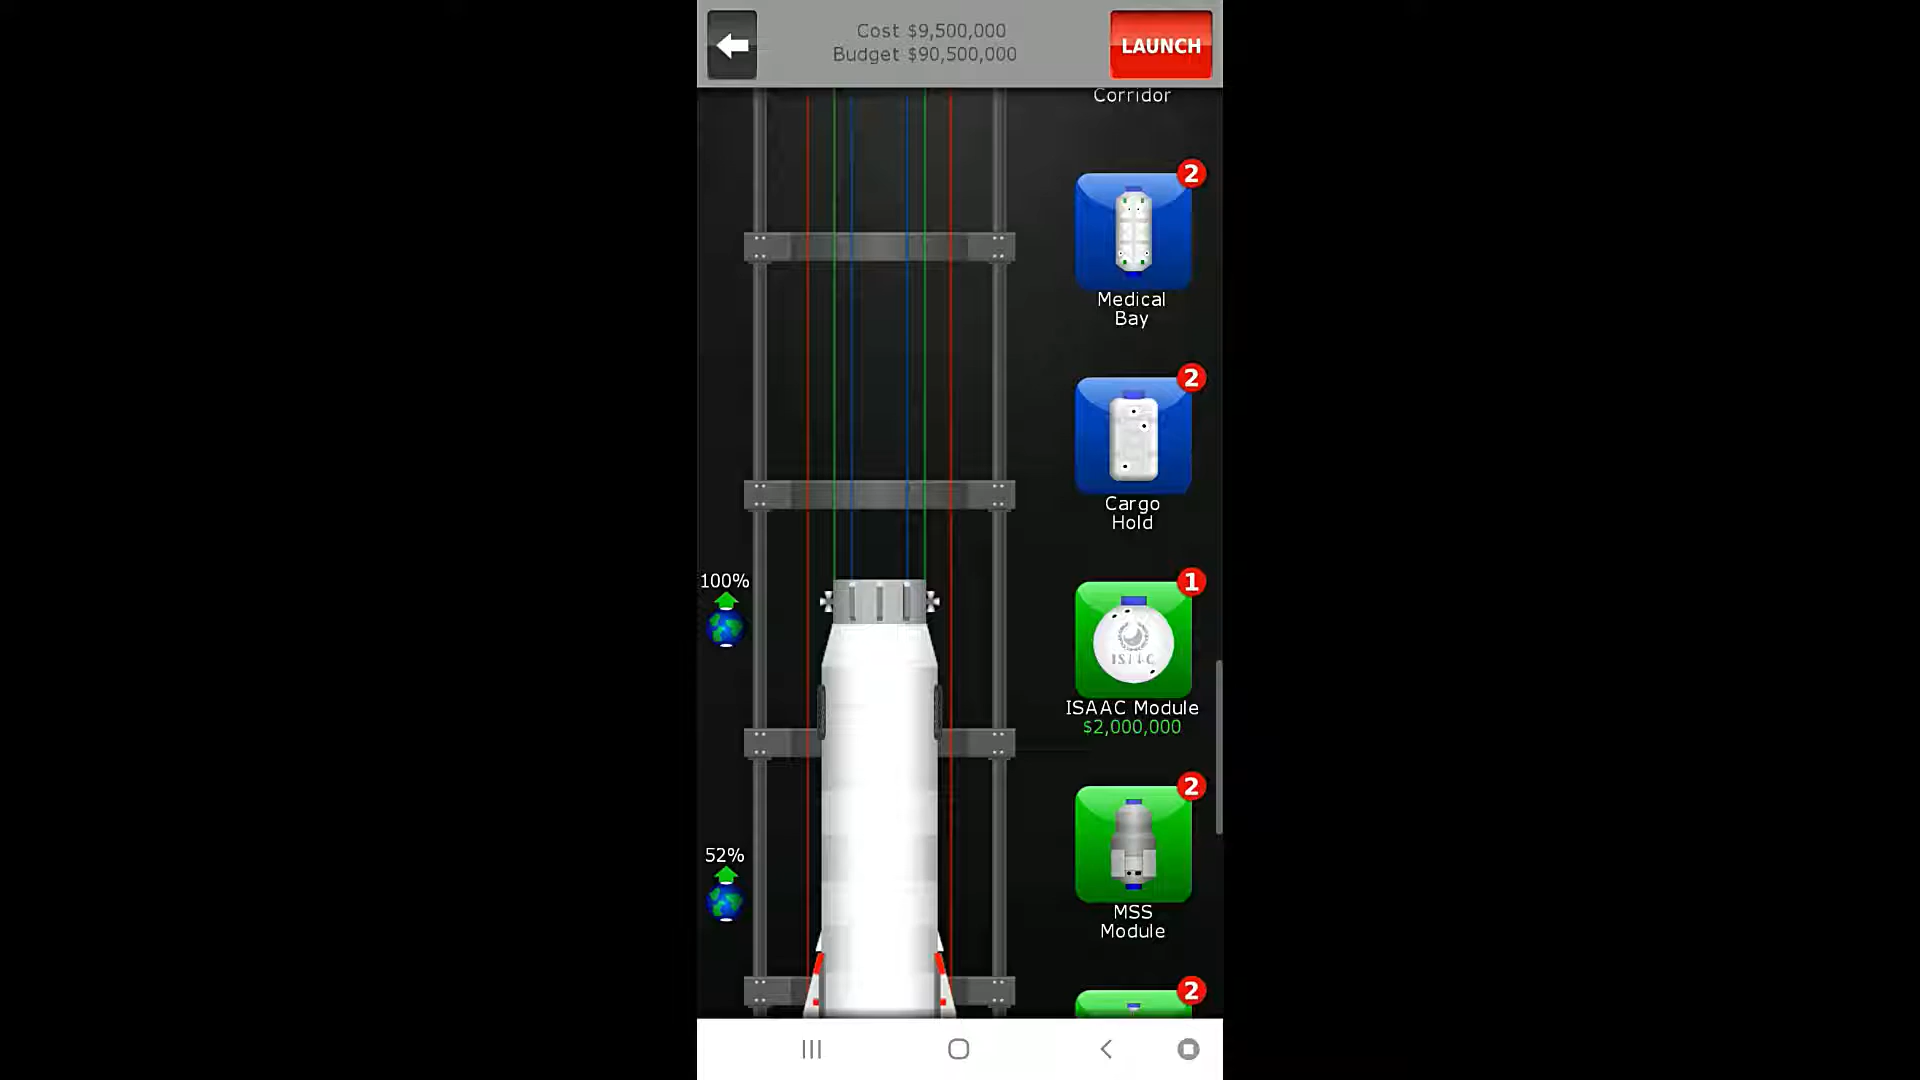 Cost $9,500,000
Budget $90,500,000
LAUNCH
Corridor
2
Medical
Bay
2
Cargo
Hold
100%
1
ISAAC
ISAAC Module
$2,000,000
2
52%
MSS
Module
2